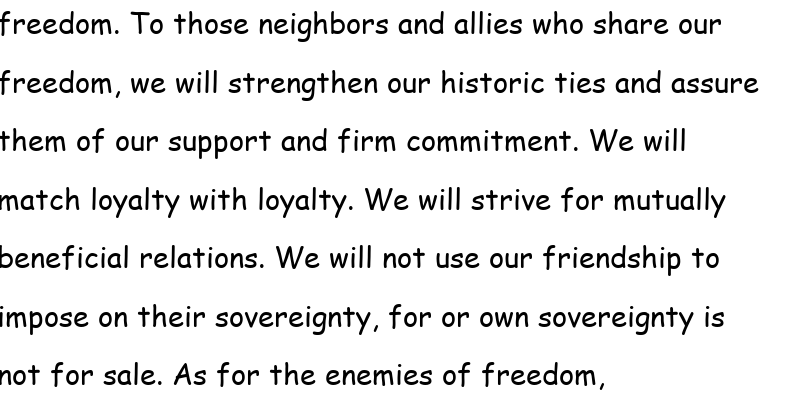 freedom. To those neighbors and allies who share our
freedom, we will strengthen our historic ties and assure
them of our support and firm commitment. We will
match loyalty with loyalty. We will strive for mutually
beneficial relations. We will not use our friendship to
impose on their sovereignty, for or own sovereignty is
not for sale. As for the enemies of freedom,